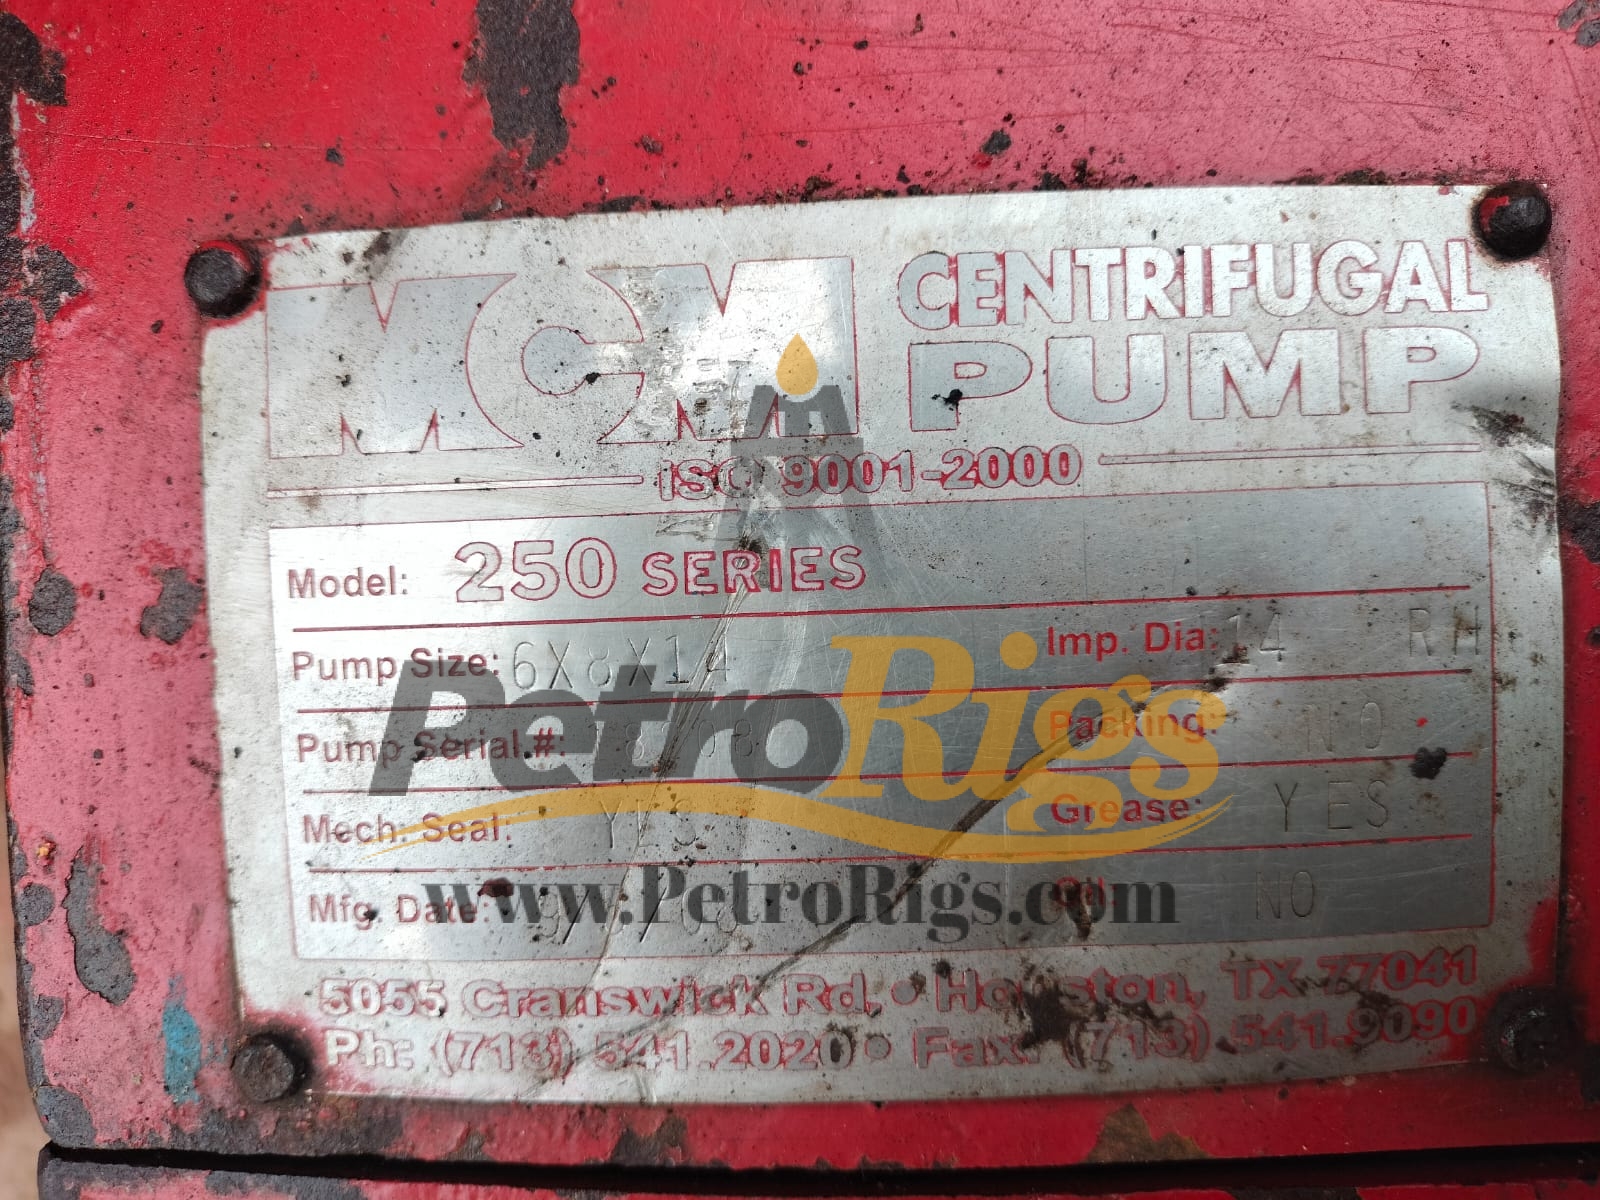 MCM CENTRIFUGAL
PUMP
ISO 9001-2000
Model: 250 SERIES
Pump Size: 6X8X14 Imp. Dia: 14 RH
Pump Serial #: Packing: NO
Mech. Seal: YES Grease: YES
Mfg. Date: Oil: NO
PetroRigs
www.PetroRigs.com
5055 Cranswick Rd. • Houston, TX 77041
Ph: (713) 541.2020 • Fax: (713) 541.9090